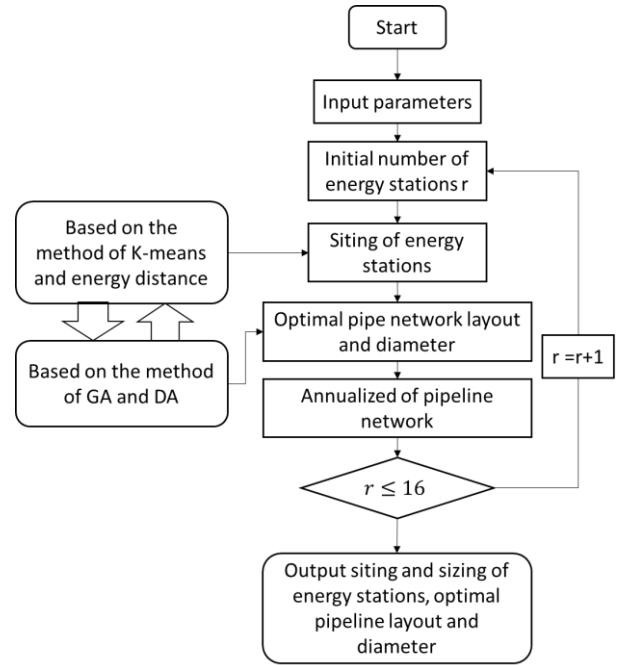 Start
Input parameters
Initial number of
energy stations r
Based on the
method of K-means
and energy distance
Siting of energy
stations
Optimal pipe network layout
and diameter
r =r+1
Based on the method
of GA and DA
Annualized of pipeline
network
r ≤ 16
Output siting and sizing of
energy stations, optimal
pipeline layout and
diameter